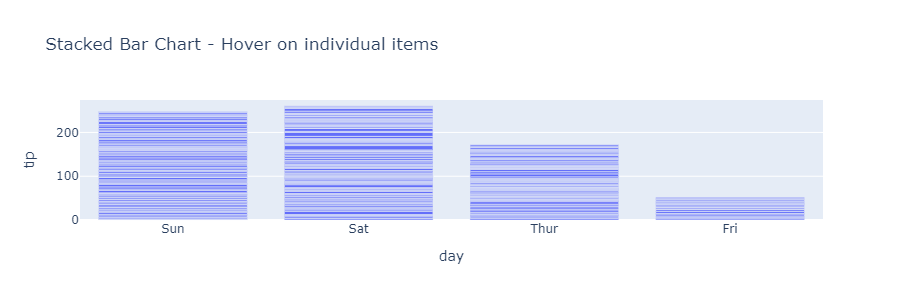 Stacked Bar Chart - Hover on individual items
tip
200
100
0
Sun Sat Thur Fri
day